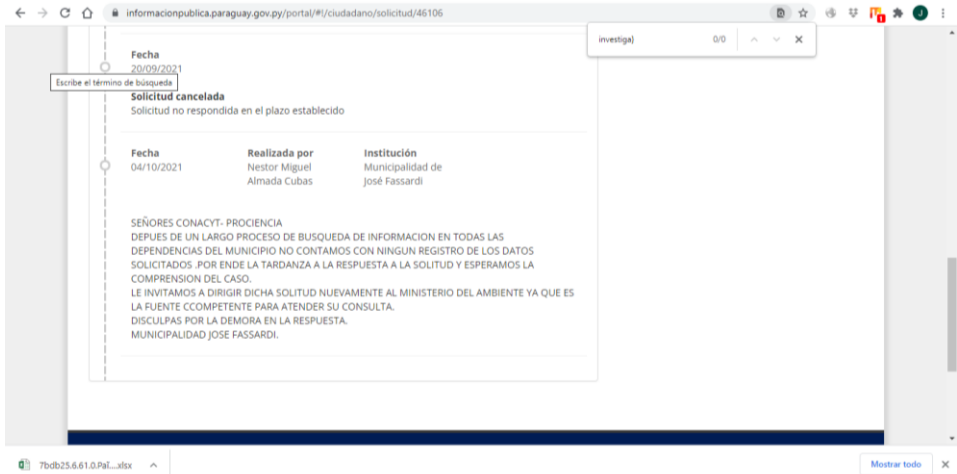 informacionpublica.paraguay.gov.py/portal/#!/ciudadano/solicitud/46106
investiga)
0/0
Fecha
20/09/2021
Escribe el término de búsqueda
Solicitud cancelada
Solicitud no respondida en el plazo establecido
Fecha Realizada por Institución
04/10/2021 Nestor Miguel Municipalidad de
Almada Cubas José Fassardi
SEÑORES CONACYT- PROCIENCIA
DEPUES DE UN LARGO PROCESO DE BUSQUEDA DE INFORMACION EN TODAS LAS
DEPENDENCIAS DEL MUNICIPIO NO CONTAMOS CON NINGUN REGISTRO DE LOS DATOS
SOLICITADOS .POR ENDE LA TARDANZA A LA RESPUESTA A LA SOLITUD Y ESPERAMOS LA
COMPRENSION DEL CASO.
LE INVITAMOS A DIRIGIR DICHA SOLITUD NUEVAMENTE AL MINISTERIO DEL AMBIENTE YA QUE ES
LA FUENTE CCOMPETENTE PARA ATENDER SU CONSULTA.
DISCULPAS POR LA DEMORA EN LA RESPUESTA.
MUNICIPALIDAD JOSE FASSARDI.
7bdb25.6.61.0.Paï....xlsx
Mostrar todo